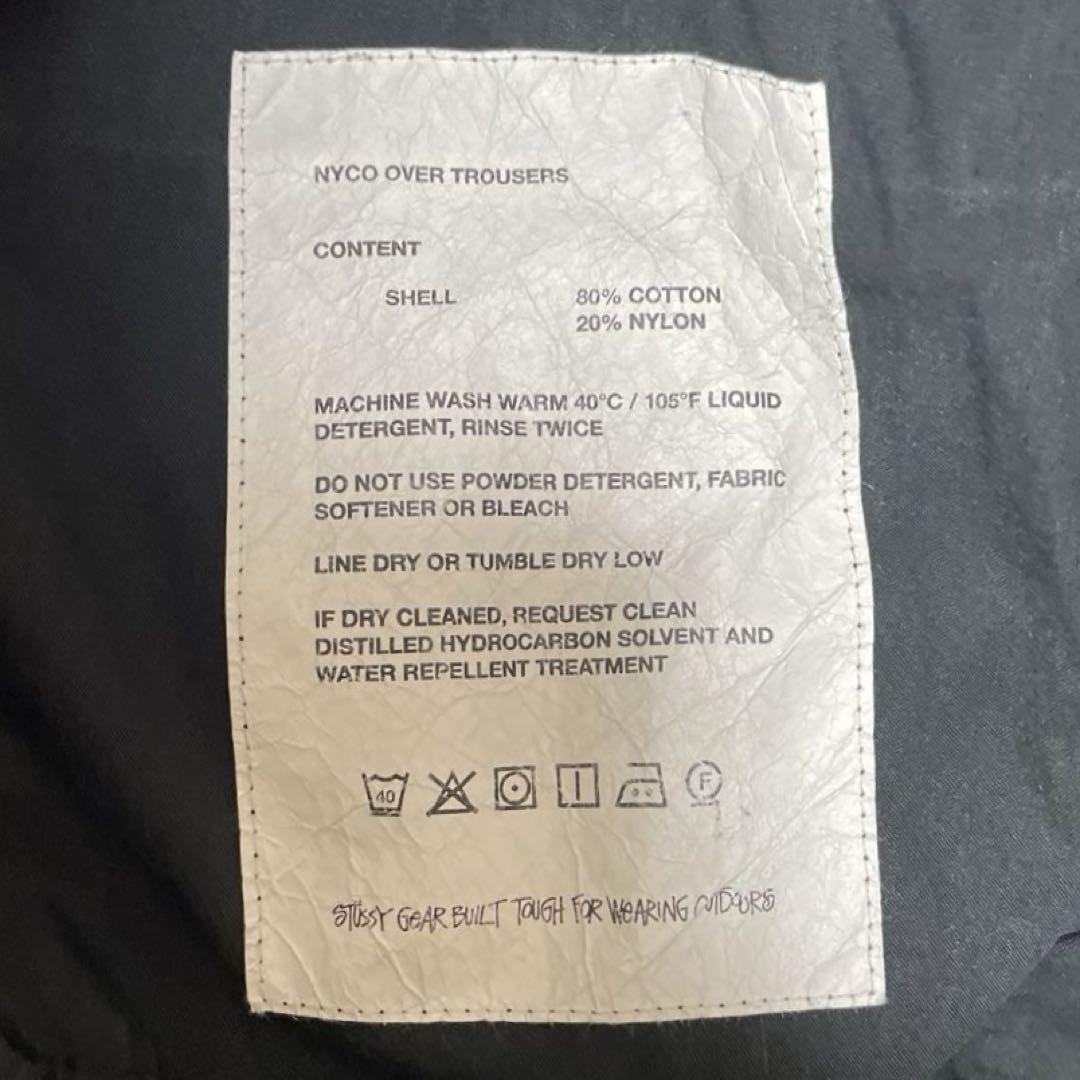 NYCO OVER TROUSERS
CONTENT
SHELL 80% COTTON
20% NYLON
MACHINE WASH WARM 40°C / 105°F LIQUID
DETERGENT, RINSE TWICE
DO NOT USE POWDER DETERGENT, FABRIC
SOFTENER OR BLEACH
LINE DRY OR TUMBLE DRY LOW
IF DRY CLEANED, REQUEST CLEAN
DISTILLED HYDROCARBON SOLVENT AND
WATER REPELLENT TREATMENT
40 F
STÜSSY GEAR BUILT TOUGH FOR WEARING OUTDOORS